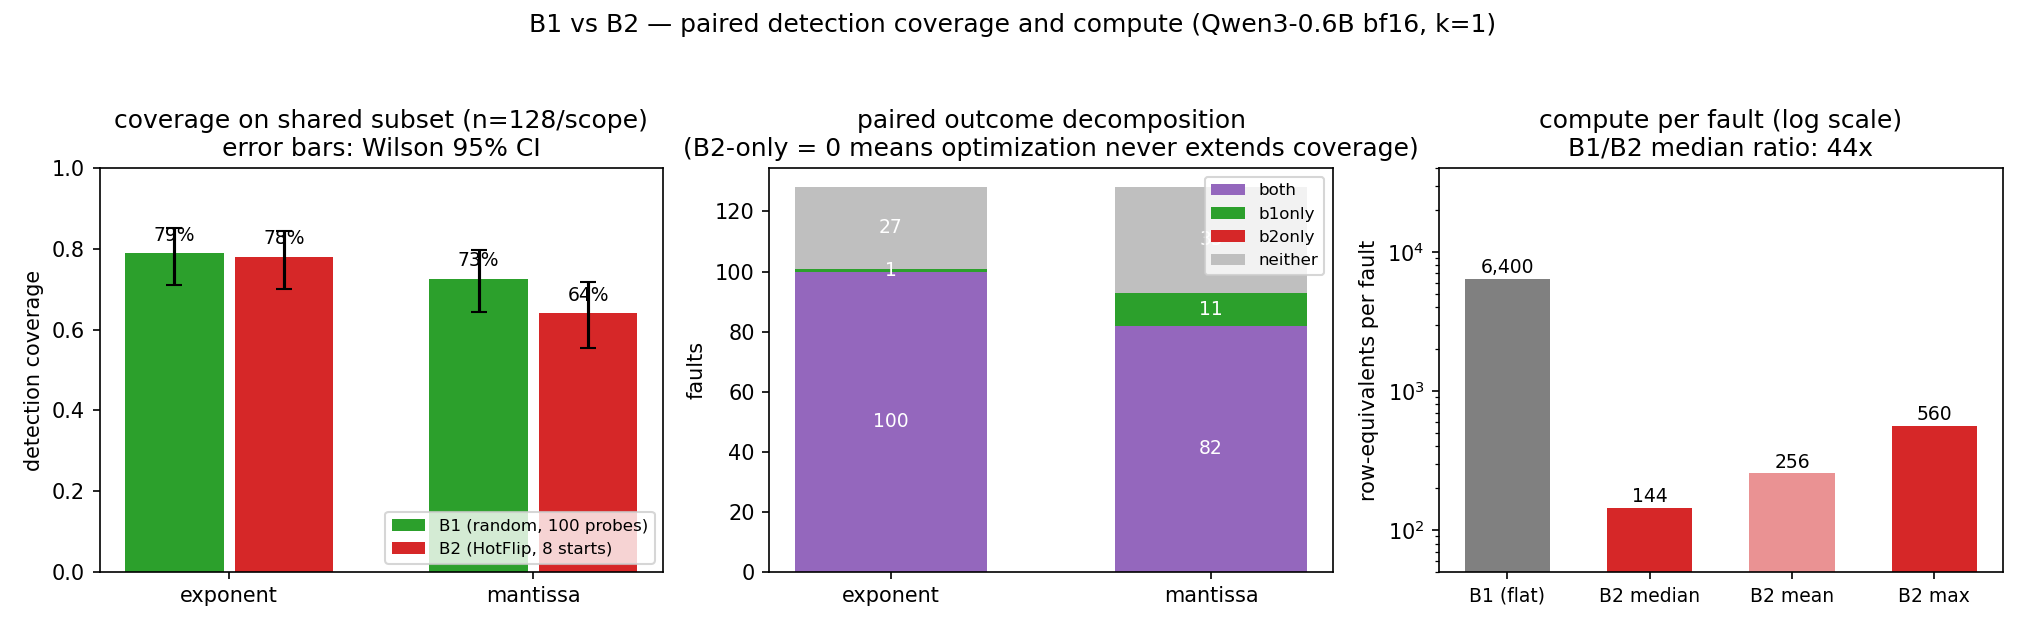 B1 vs B2 — paired detection coverage and compute (Qwen3-0.6B bf16, k=1)
coverage on shared subset (n=128/scope)
error bars: Wilson 95% CI
detection coverage
1.0
0.8
0.6
0.4
0.2
0.0
79%
78%
73%
64%
B1 (random, 100 probes)
B2 (HotFlip, 8 starts)
exponent
mantissa
paired outcome decomposition
(B2-only = 0 means optimization never extends coverage)
faults
120
100
80
60
40
20
0
27
1
100
11
82
both
b1only
b2only
neither
exponent
mantissa
compute per fault (log scale)
B1/B2 median ratio: 44x
row-equivalents per fault
10⁴
10³
10²
6,400
144
256
560
B1 (flat)
B2 median
B2 mean
B2 max